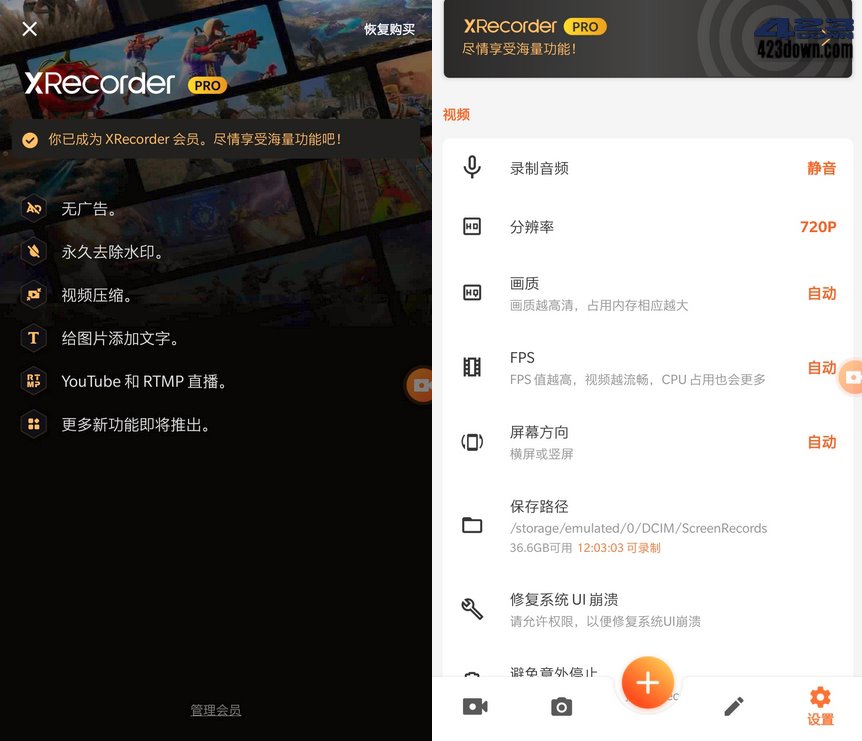 恢复购买
XRecorder PRO
你已成为 XRecorder 会员。尽情享受海量功能吧！
无广告。
永久去除水印。
视频压缩。
T 给图片添加文字。
RTMP YouTube 和 RTMP 直播。
更多新功能即将推出。
管理会员
XRecorder PRO
尽情享受海量功能！
423down.com
视频
录制音频 静音
HD 分辨率 720P
HQ 画质 自动
画质越高清，占用内存相应越大
FPS 自动
FPS 值越高，视频越流畅，CPU 占用也会更多
屏幕方向 自动
横屏或竖屏
保存路径
/storage/emulated/0/DCIM/ScreenRecords
36.6GB可用 12:03:03 可录制
修复系统 UI 崩溃
请允许权限，以便修复系统UI崩溃
避免意外停止
设置